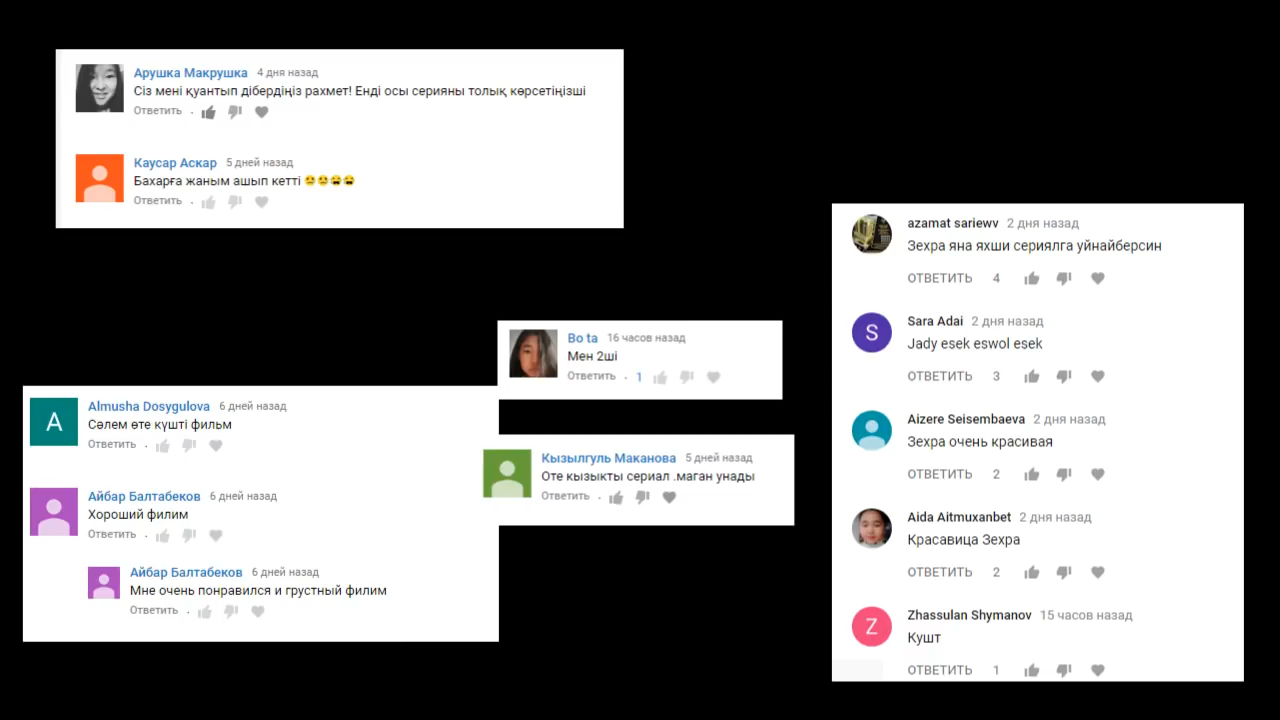 Арушка Макрушка 4 дня назад
Сіз мені қуантып дібердіңіз рахмет! Енді осы серияны толық көрсетіңізші
Ответить
Каусар Аскар 5 дней назад
Бахарға жаным ашып кетті
Ответить
Bo ta 16 часов назад
Мен 2ші
Ответить 1
A
Almusha Dosygulova 6 дней назад
Сәлем өте күшті фильм
Ответить
Айбар Балтабеков 6 дней назад
Хороший филим
Ответить
Айбар Балтабеков 6 дней назад
Мне очень понравился и грустный филим
Ответить
Кызылгуль Маканова 5 дней назад
Оте кызыкты сериал .маган унады
Ответить
azamat sariewv 2 дня назад
Зехра яна яхши сериялга уйнайберсин
ОТВЕТИТЬ 4
S
Sara Adai 2 дня назад
Jady esek eswol esek
ОТВЕТИТЬ 3
Aizere Seisembaeva 2 дня назад
Зехра очень красивая
ОТВЕТИТЬ 2
Aida Aitmuxanbet 2 дня назад
Красавица Зехра
ОТВЕТИТЬ 2
Z
Zhassulan Shymanov 15 часов назад
Кушт
ОТВЕТИТЬ 1